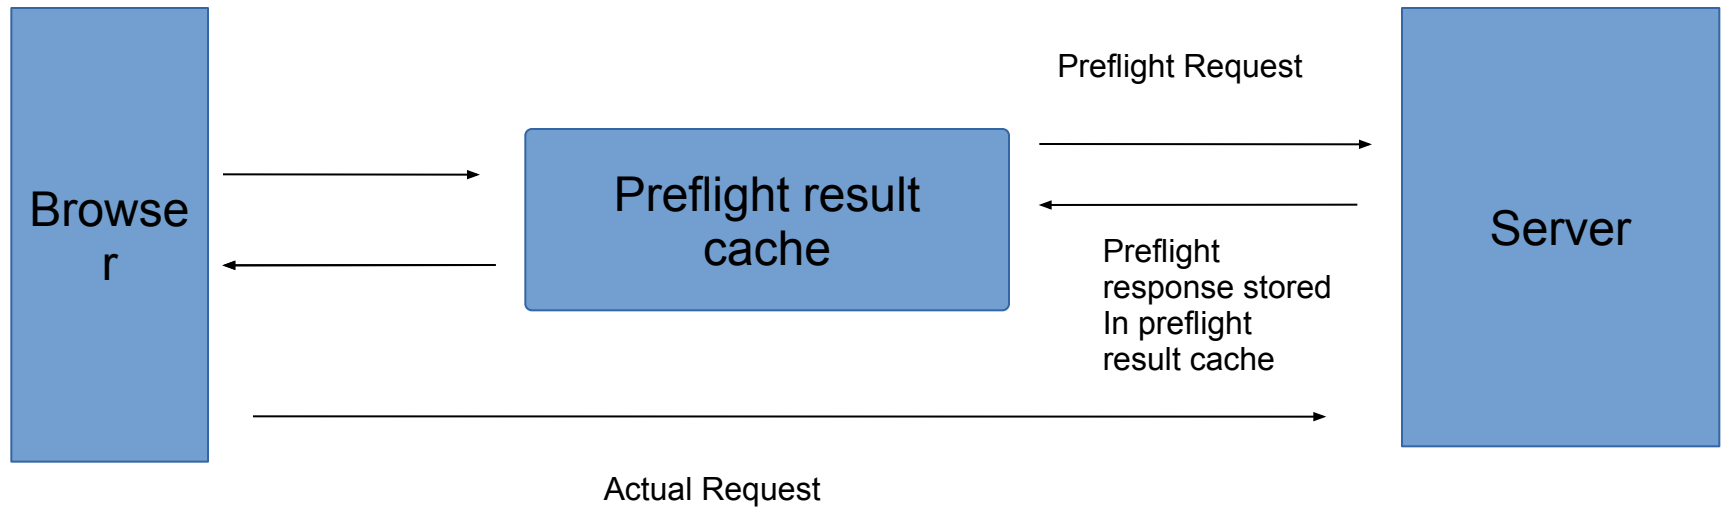 Preflight Request
Browse
r
Preflight result
cache
Server
Preflight
response stored
In preflight
result cache
Actual Request